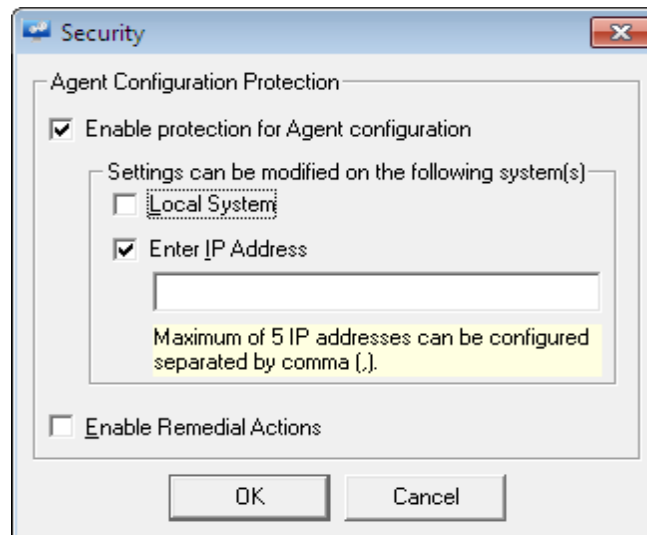 Security
Agent Configuration Protection
Enable protection for Agent configuration
Settings can be modified on the following system(s)
Local System
Enter IP Address
Maximum of 5 IP addresses can be configured
separated by comma (,).
Enable Remedial Actions
OK
Cancel